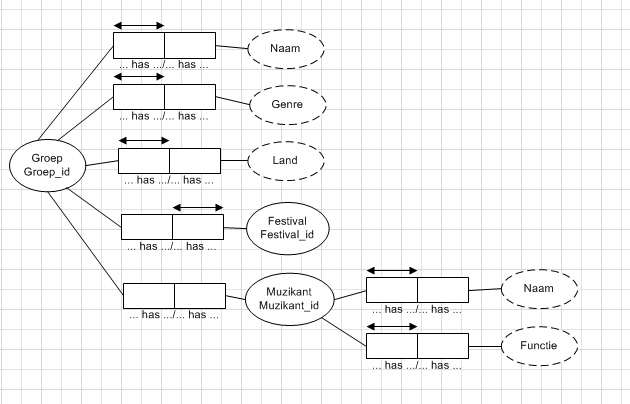 Naam
... has .../... has ...
Genre
... has .../... has ...
Groep
Groep_id
Land
... has .../... has ...
Festival
Festival_id
... has .../... has ...
Muzikant
Muzikant_id
... has .../... has ...
Naam
... has .../... has ...
Functie
... has .../... has ...